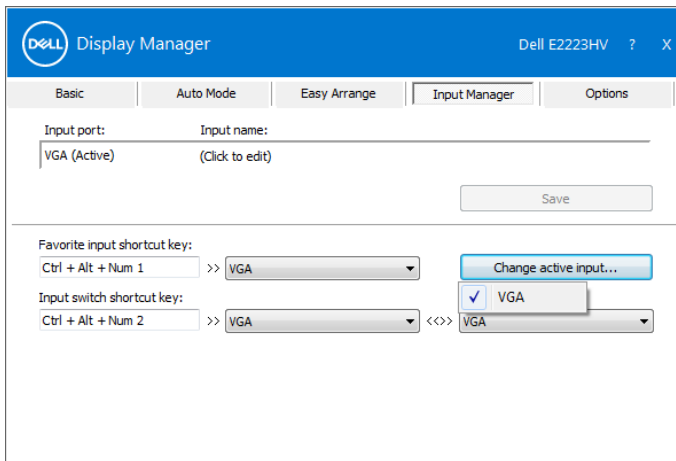 DELL Display Manager Dell E2223HV ? X
Basic Auto Mode Easy Arrange Input Manager Options
Input port: Input name:
VGA (Active) (Click to edit)
Save
Favorite input shortcut key:
Ctrl + Alt + Num 1 >> VGA Change active input...
✓ VGA
Input switch shortcut key:
Ctrl + Alt + Num 2 >> VGA <<>> VGA